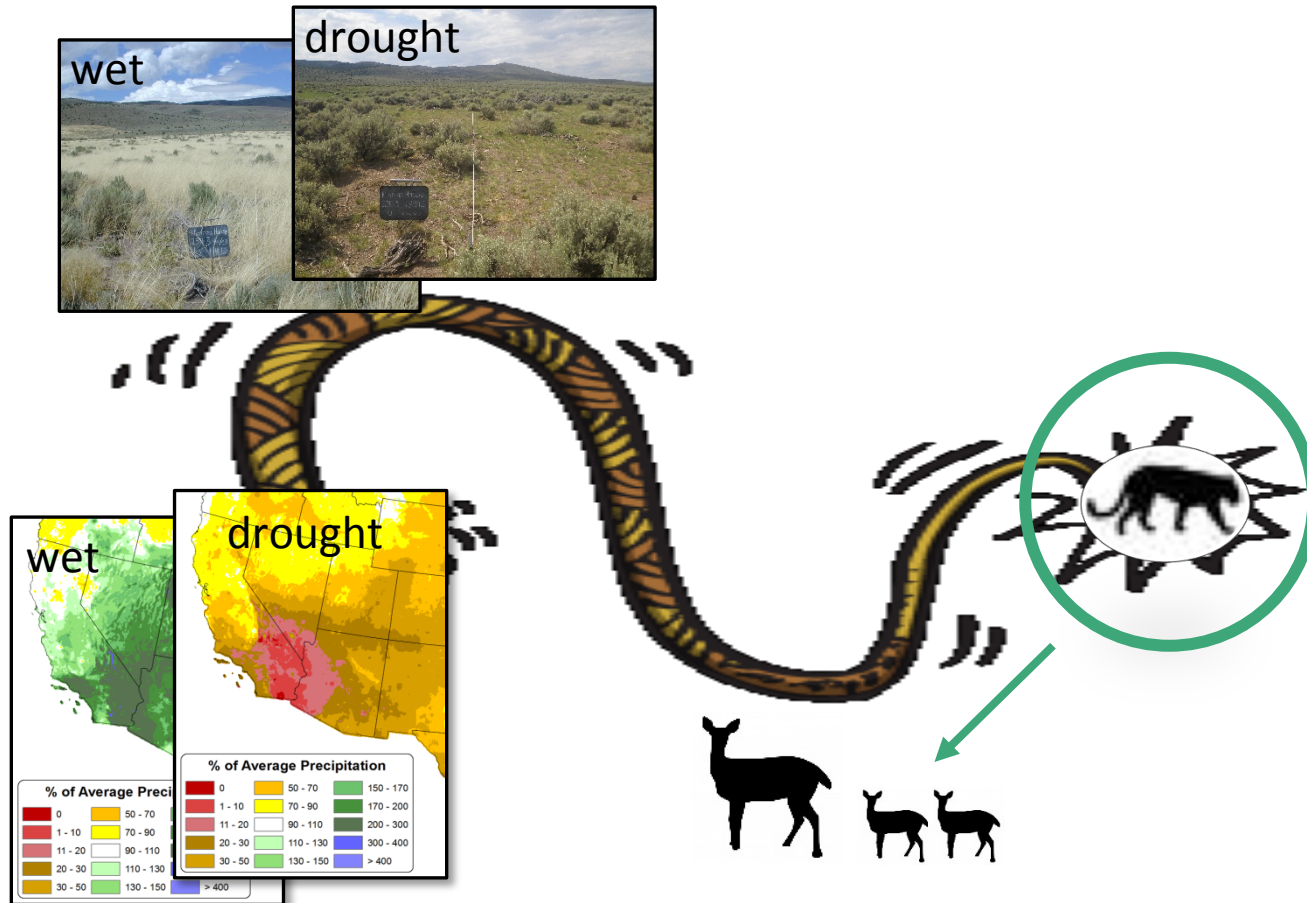 wet
drought
wet
drought
% of Average Preci
0
50 - 70
1 - 10
70 - 90
11 - 20
90 - 110
20 - 30
110 - 130
30 - 50
130 - 150
> 400
% of Average Precipitation
0
50 - 70
150 - 170
1 - 10
70 - 90
170 - 200
11 - 20
90 - 110
200 - 300
20 - 30
110 - 130
300 - 400
30 - 50
130 - 150
> 400